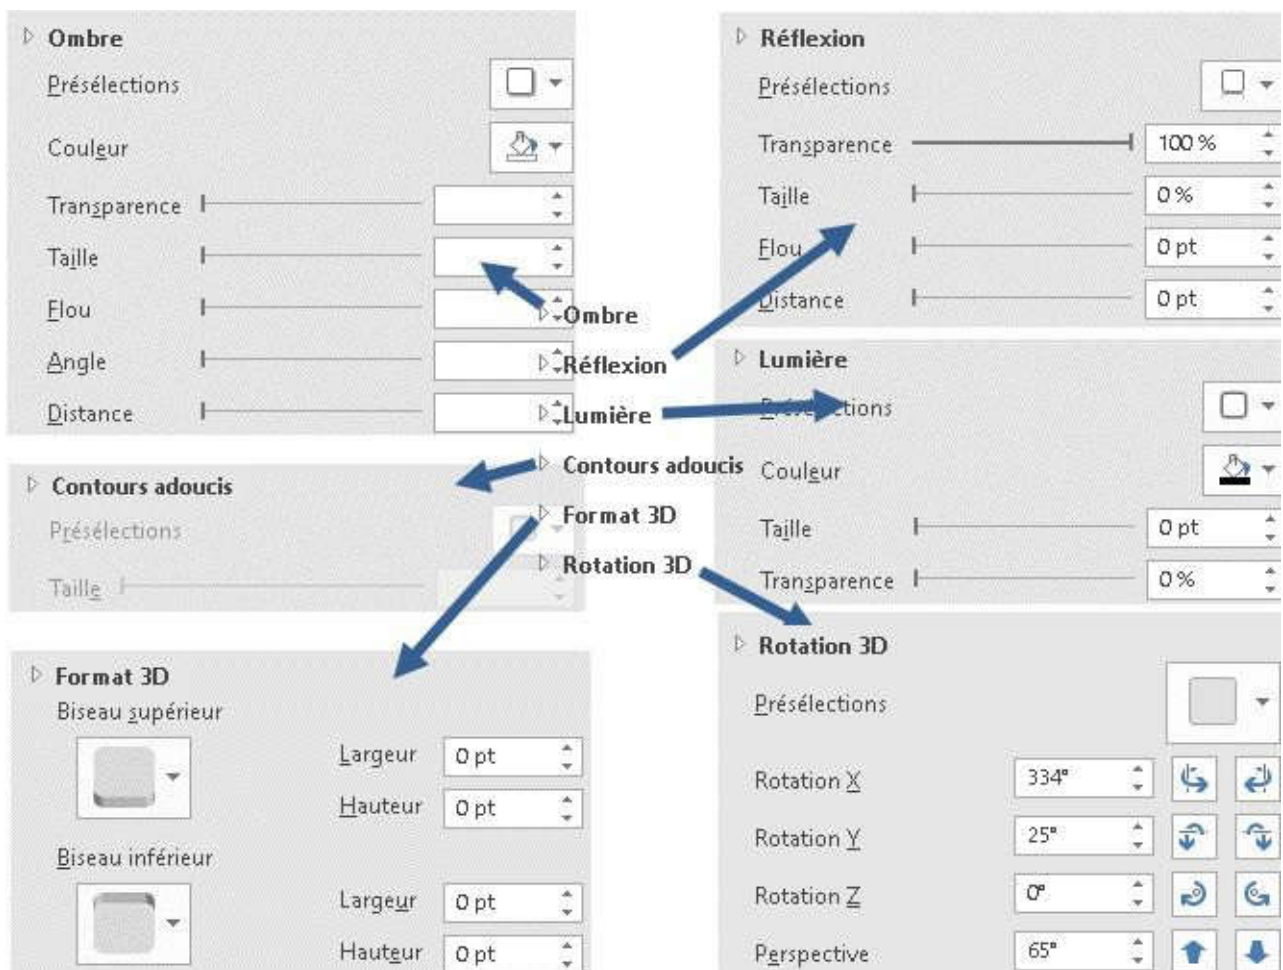 Ombre
Présélections
Couleur
Transparence
Taille
Flou
Angle
Distance
Contours adoucis
Présélections
Taille
Format 3D
Biseau supérieur
Largeur 0 pt
Hauteur 0 pt
Biseau inférieur
Largeur 0 pt
Hauteur 0 pt
Ombre
Réflexion
Lumière
Contours adoucis
Format 3D
Rotation 3D
Réflexion
Présélections
Transparence 100 %
Taille 0 %
Flou 0 pt
Distance 0 pt
Lumière
Présélections
Couleur
Taille 0 pt
Transparence 0 %
Rotation 3D
Présélections
Rotation X 334°
Rotation Y 25°
Rotation Z 0°
Perspective 65°